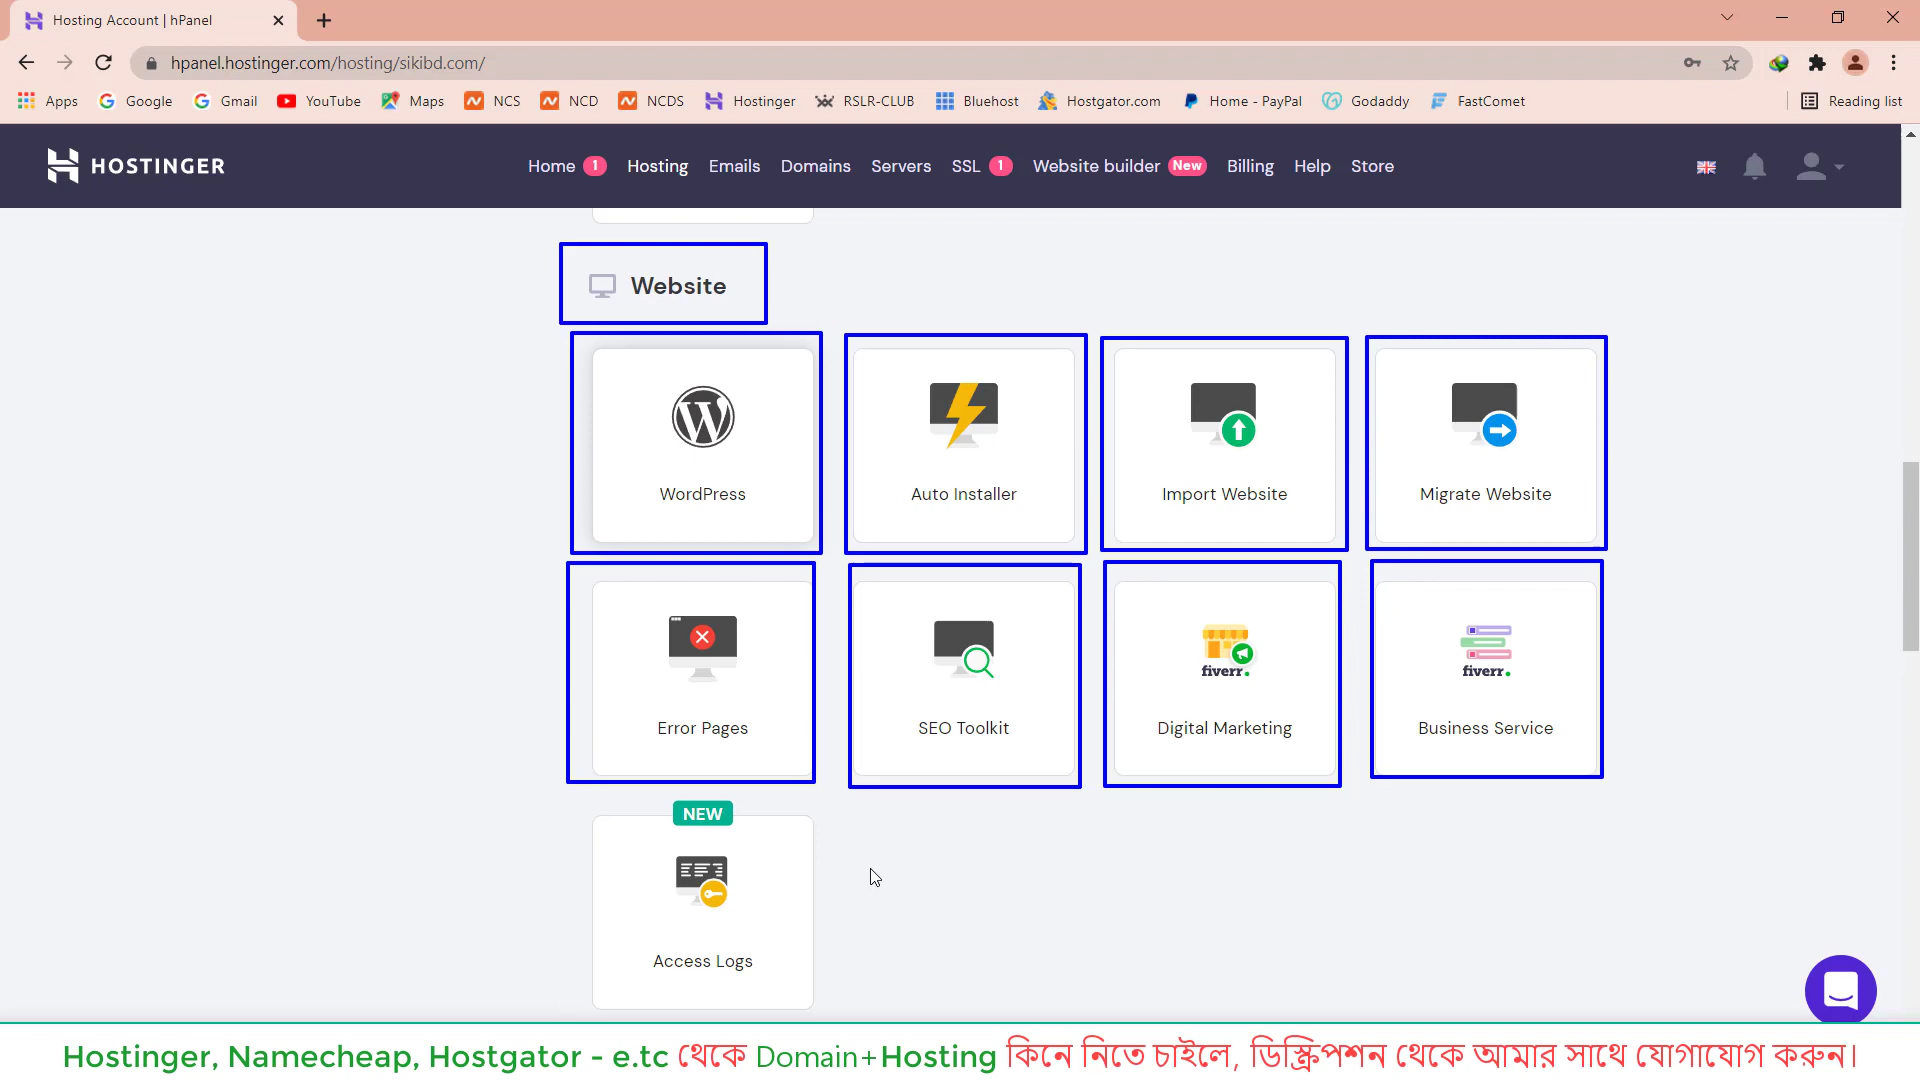 Hosting Account | hPanel
hpanel.hostinger.com/hosting/sikibd.com/
Apps Google Gmail YouTube Maps NCS NCD NCDS Hostinger RSLR-CLUB Bluehost Hostgator.com Home - PayPal Godaddy FastComet Reading list
HOSTINGER Home 1 Hosting Emails Domains Servers SSL 1 Website builder New Billing Help Store
Website
WordPress Auto Installer Import Website Migrate Website
fiverr. fiverr.
Error Pages SEO Toolkit Digital Marketing Business Service
NEW
Access Logs
Hostinger, Namecheap, Hostgator - e.tc থেকে Domain+Hosting কিনে নিতে চাইলে, ডিস্ক্রিপশন থেকে আমার সাথে যোগাযোগ করুন।